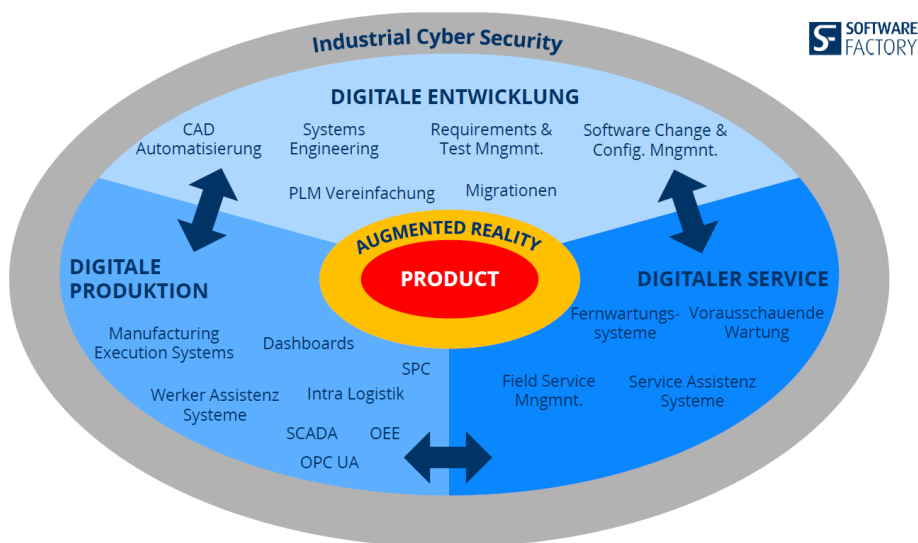 Industrial Cyber Security
SOFTWARE
FACTORY
DIGITALE ENTWICKLUNG
CAD
Automatisierung
Systems
Engineering
Requirements &
Test Mngmnt.
Software Change &
Config. Mngmnt.
PLM Vereinfachung
Migrationen
AUGMENTED REALITY
PRODUCT
DIGITALE
PRODUKTION
Manufacturing
Execution Systems
Dashboards
SPC
Werker Assistenz
Systeme
Intra Logistik
SCADA
OEE
OPC UA
DIGITALER SERVICE
Fernwartungs-
systeme
Vorausschauende
Wartung
Field Service
Mngmnt.
Service Assistenz
Systeme